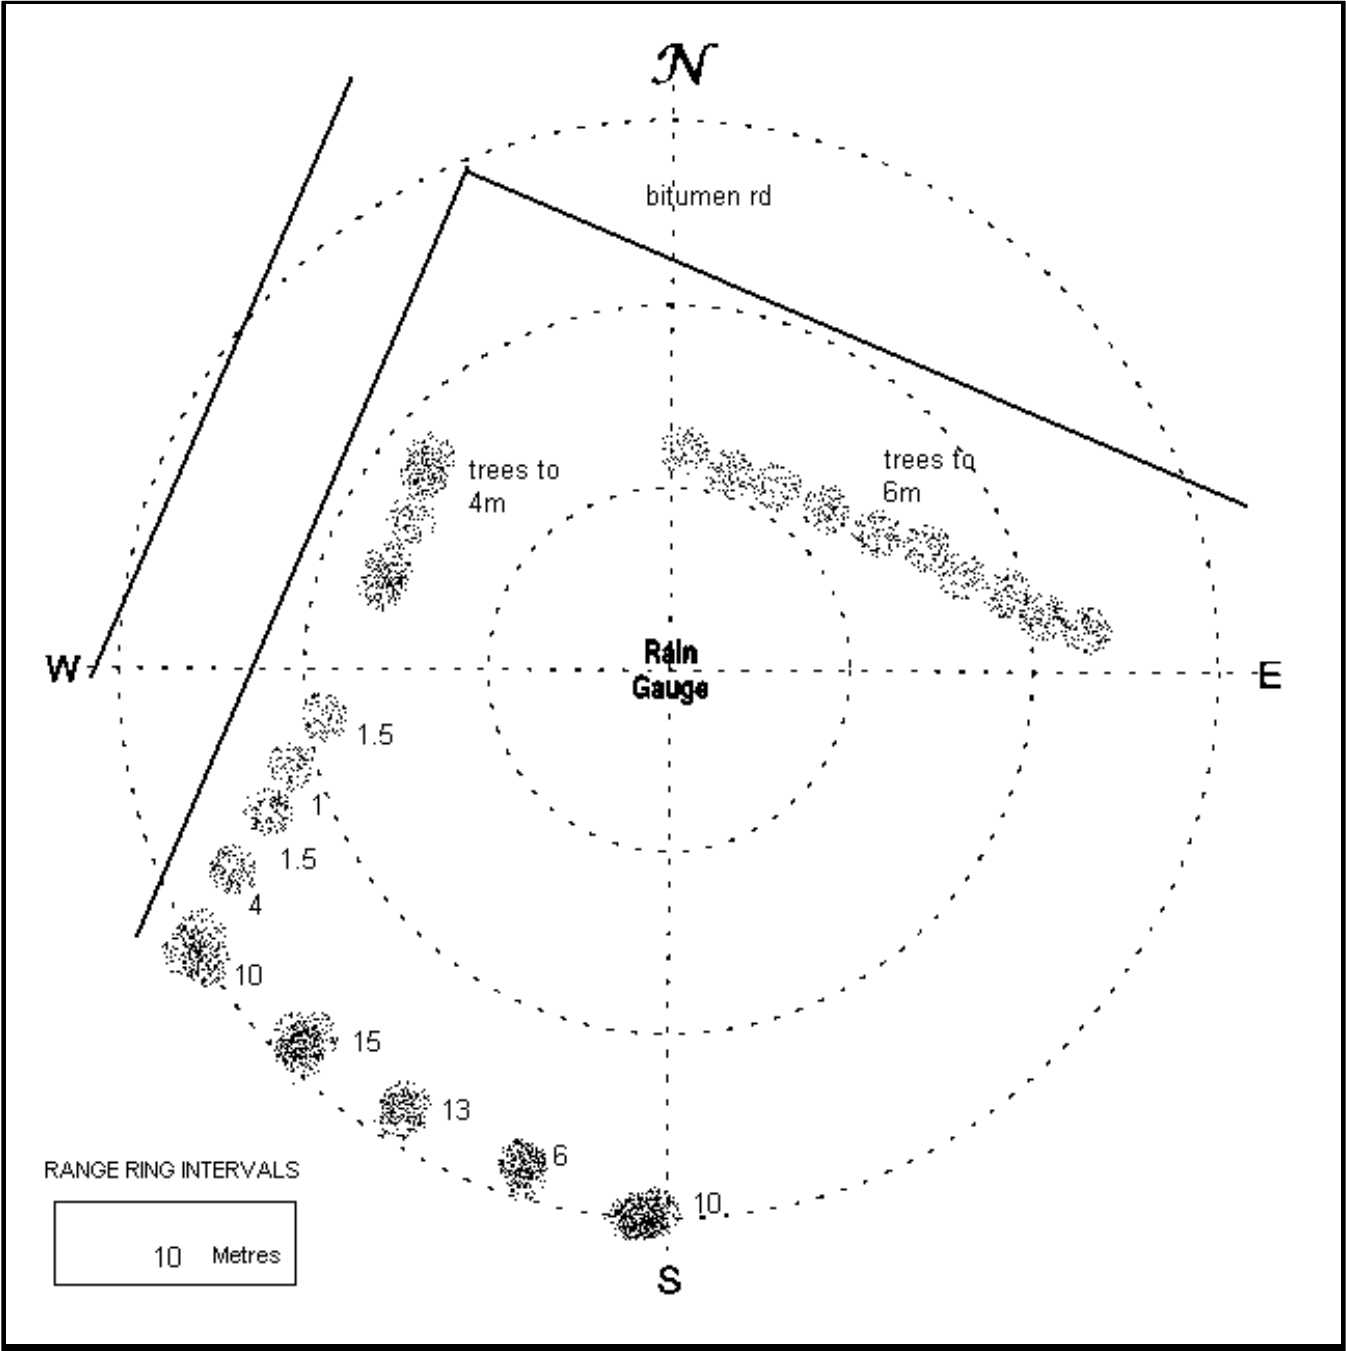 N
bitumen rd
trees to
4m
trees to
6m
W
Rain
Gauge
E
1.5
1
1.5
4
10
15
13
6
10
RANGE RING INTERVALS
10 Metres
S